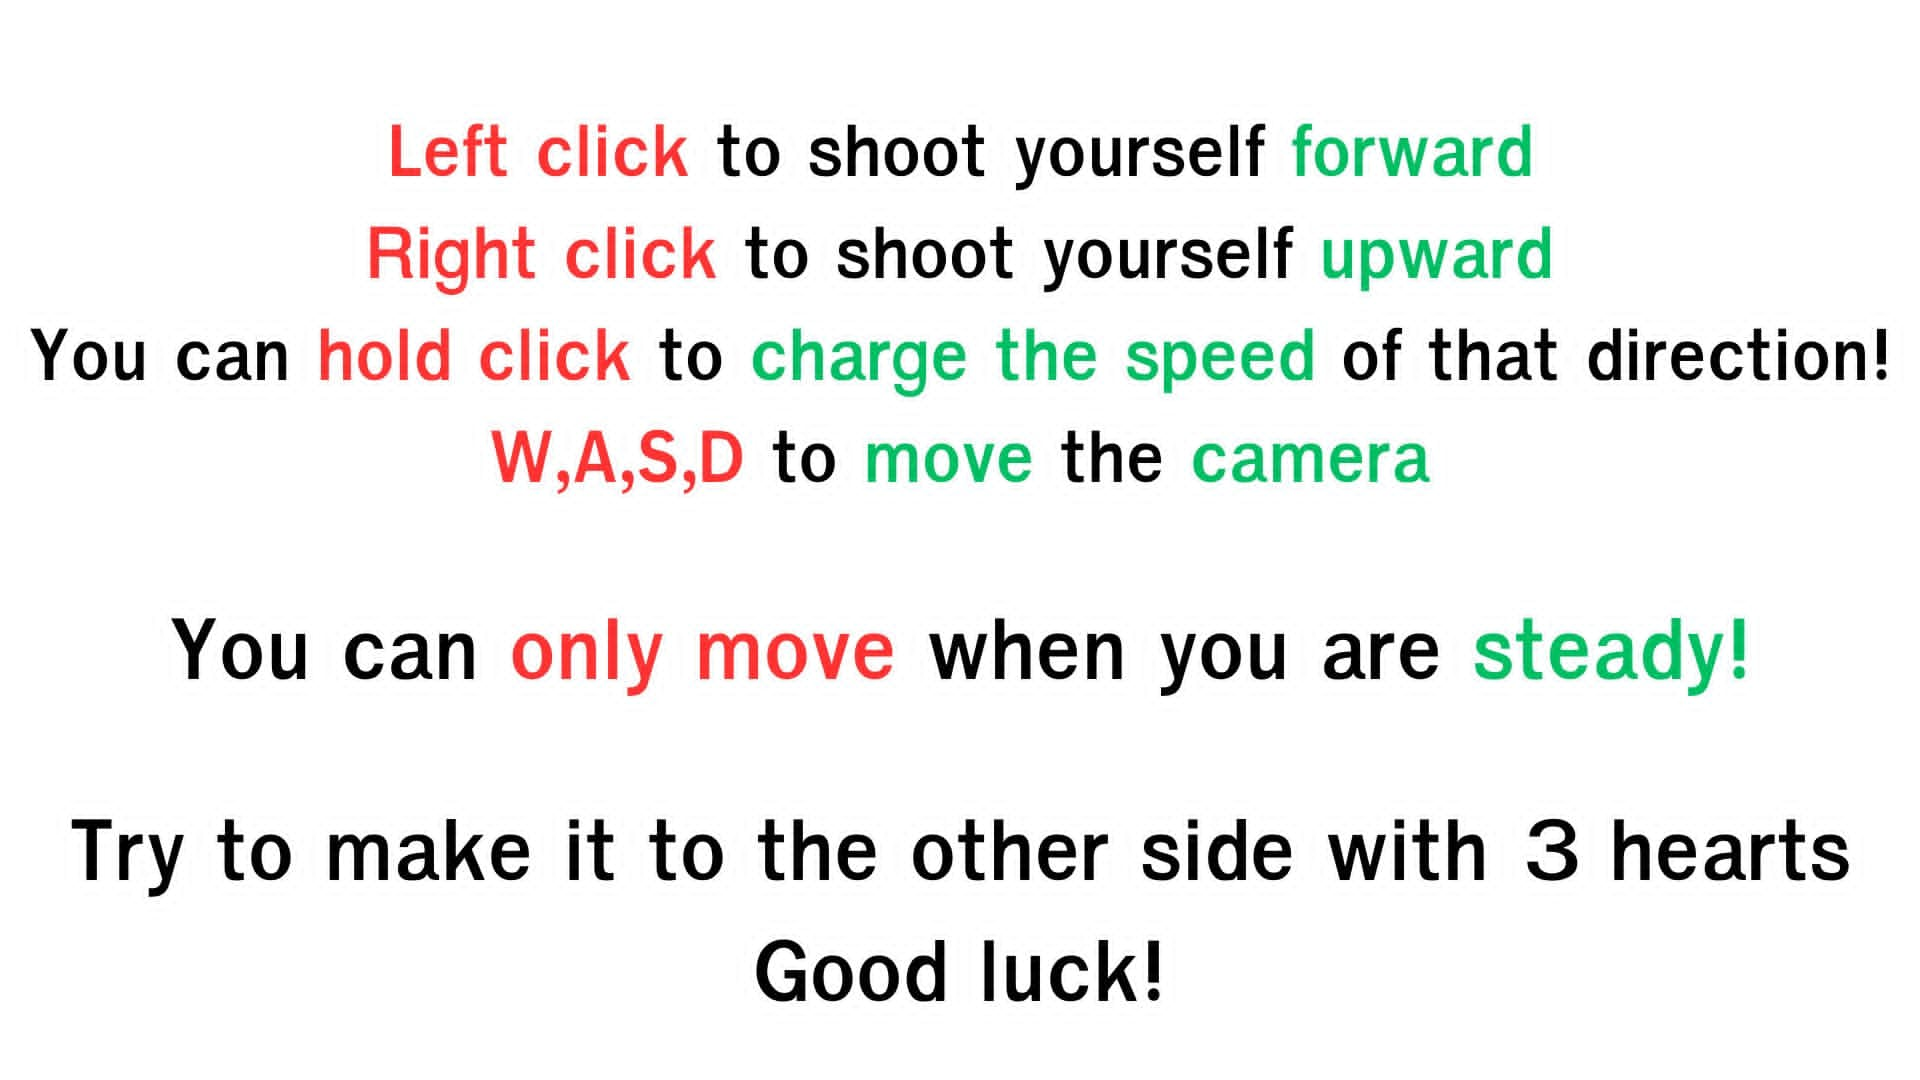 Left click to shoot yourself forward
Right click to shoot yourself upward
You can hold click to charge the speed of that direction!
W,A,S,D to move the camera
You can only move when you are steady!
Try to make it to the other side with 3 hearts
Good luck!